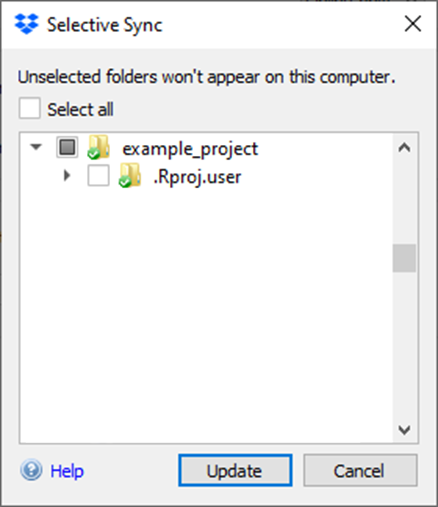 Selective Sync
Unselected folders won't appear on this computer.
Select all
example_project
.Rproj.user
Help
Update
Cancel